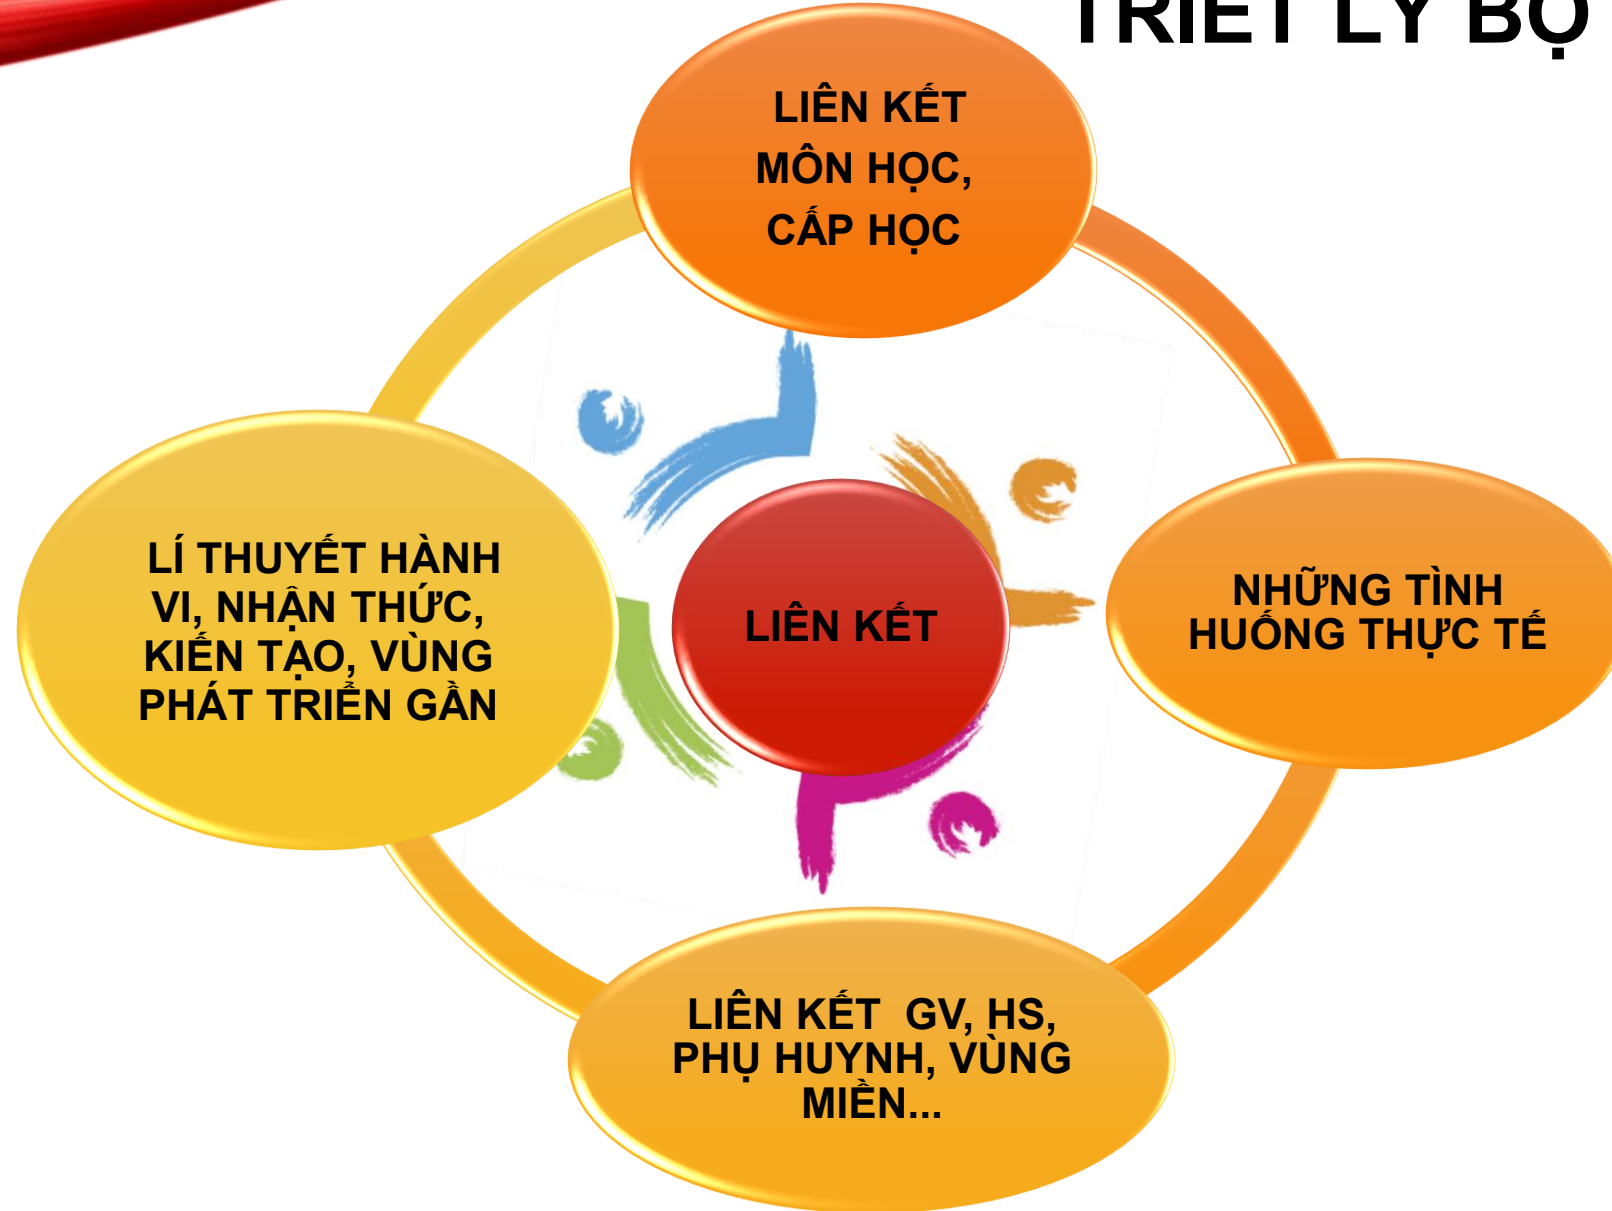 TRIẾT LÝ BỘ
LIÊN KẾT
MÔN HỌC,
CẤP HỌC
LÍ THUYẾT HÀNH
VI, NHẬN THỨC,
KIẾN TẠO, VÙNG
PHÁT TRIỂN GẦN
LIÊN KẾT
NHỮNG TÌNH
HUỐNG THỰC TẾ
LIÊN KẾT GV, HS,
PHỤ HUYNH, VÙNG
MIỀN...